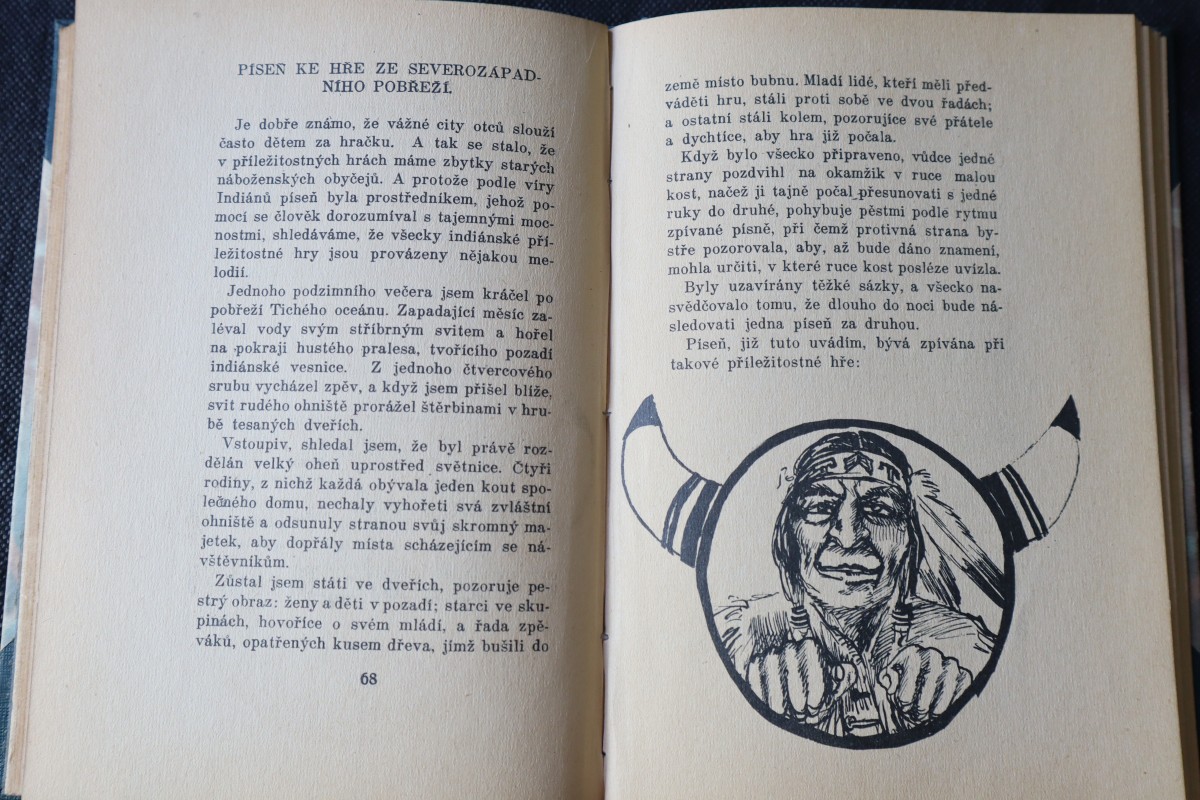 PÍSEŇ KE HŘE ZE SEVEROZÁPAD-
NÍHO POBŘEŽÍ.
Je dobře známo, že vážné city otců slouží
často dětem za hračku. A tak se stalo, že
v příležitostných hrách máme zbytky starých
náboženských obyčejů. A protože podle víry
Indiánů píseň byla prostředníkem, jehož po-
mocí se člověk dorozumíval s tajemnými moc-
nostmi, shledáváme, že všecky indiánské pří-
ležitostné hry jsou provázeny nějakou me-
lodií.
Jednoho podzimního večera jsem kráčel po
pobřeží Tichého oceánu. Zapadající měsíc za-
léval vody svým stříbrným svitem a hořel
na pokraji hustého pralesa, tvořícího pozadí
indiánské vesnice. Z jednoho čtvercového
srubu vycházel zpěv, a když jsem přišel blíže,
svit rudého ohniště prorážel štěrbinami v hru-
bě tesaných dveřích.
Vstoupiv, shledal jsem, že byl právě roz-
dělán velký oheň uprostřed světnice. Čtyři
rodiny, z nichž každá obývala jeden kout spo-
lečného domu, nechaly vyhořeti svá zvláštní
ohniště a odsunuly stranou svůj skromný ma-
jetek, aby dopřály místa scházejícím se ná-
vštěvníkům.
Zůstal jsem státi ve dveřích, pozoruje pe-
strý obraz: ženy a děti v pozadí; starci ve sku-
pinách, hovoříce o svém mládí, a řada zpě-
váků, opatřených kusem dřeva, jímž bušili do
68
země místo bubnu. Mladí lidé, kteří měli před-
váděti hru, stáli proti sobě ve dvou řadách;
a ostatní stáli kolem, pozorujíce své přátele
a dychtíce, aby hra již počala.
Když bylo všecko připraveno, vůdce jedné
strany pozdvihl na okamžik v ruce malou
kost, načež ji tajně počal přesunovati s jedné
ruky do druhé, pohybuje pěstmi podle rytmu
zpívané písně, při čemž protivná strana by-
stře pozorovala, aby, až bude dáno znamení,
mohla určiti, v které ruce kost posléze uvízla.
Byly uzavírány těžké sázky, a všecko na-
svědčovalo tomu, že dlouho do noci bude ná-
sledovati jedna píseň za druhou.
Píseň, již tuto uvádím, bývá zpívána při
takové příležitostné hře: